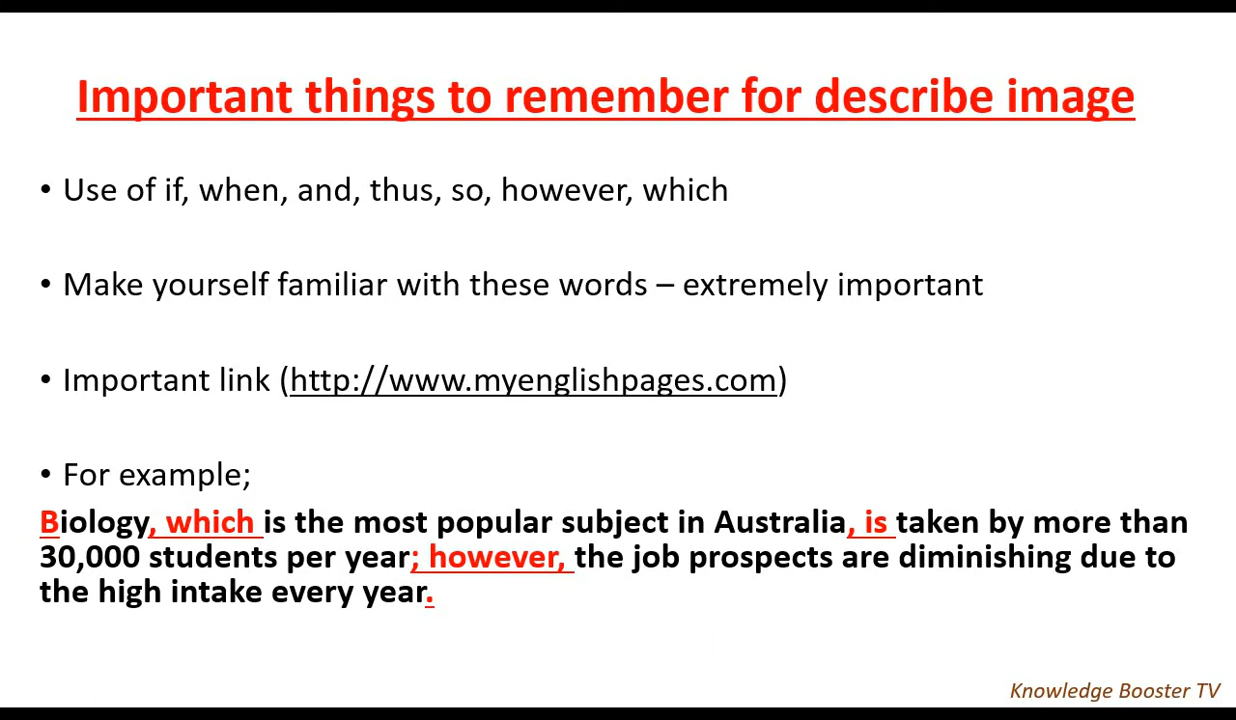 Important things to remember for describe image
• Use of if, when, and, thus, so, however, which
• Make yourself familiar with these words – extremely important
• Important link (http://www.myenglishpages.com)
• For example;
Biology, which is the most popular subject in Australia, is taken by more than
30,000 students per year; however, the job prospects are diminishing due to
the high intake every year.
Knowledge Booster TV